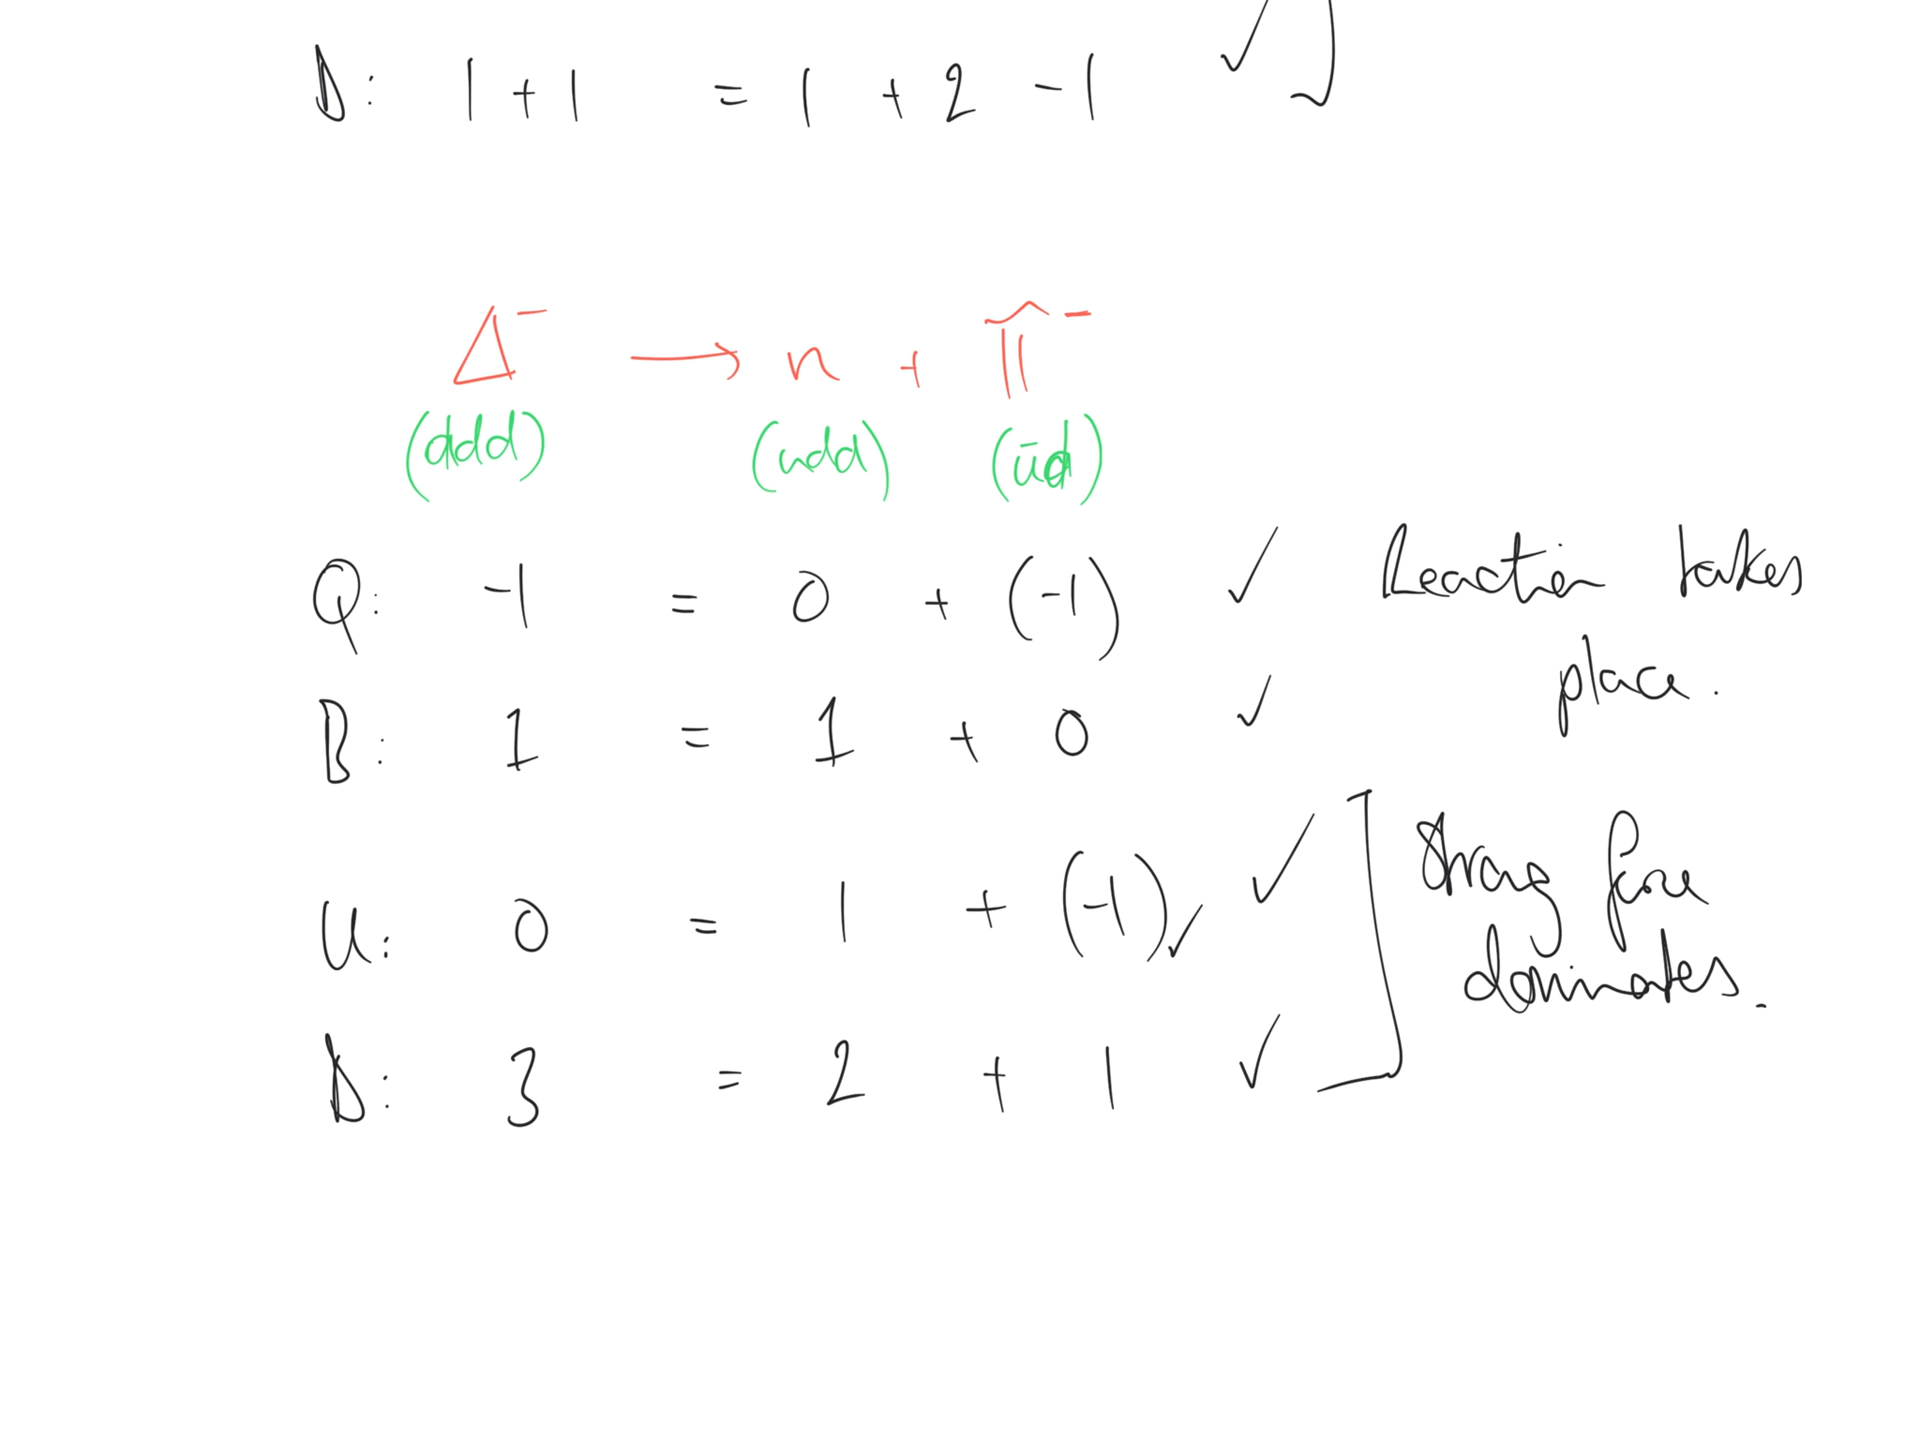 D: 1 + 1 = 1 + 2 - 1 ✓
Δ⁻ → n + π⁻
(ddd) (udd) (ūd)
Q: -1 = 0 + (-1) ✓ Reaction takes
place.
B: 1 = 1 + 0 ✓
U: 0 = 1 + (-1) ✓ ✓ Strong force
dominates.
D: 3 = 2 + 1 ✓